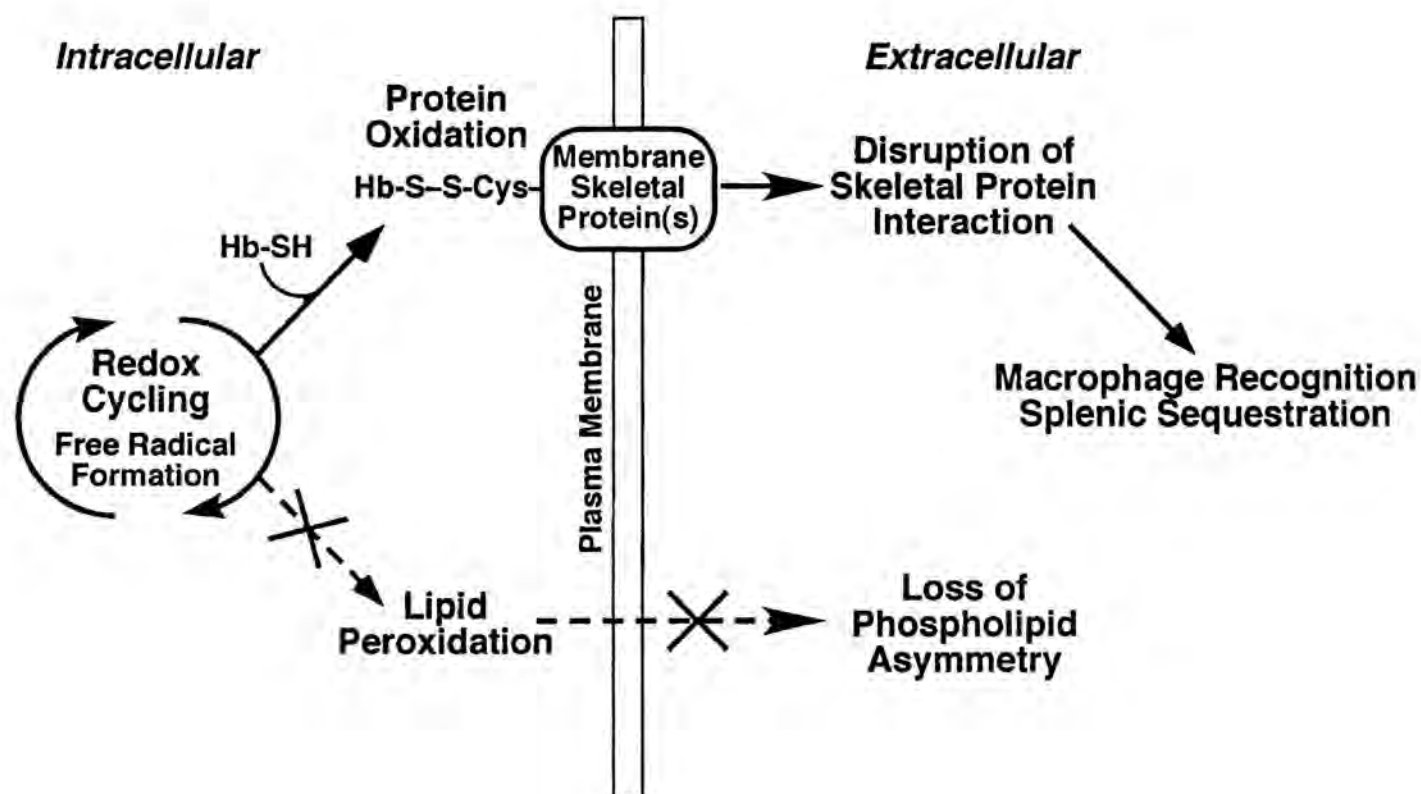 Intracellular
Extracellular
Protein
Oxidation
Hb-S–S-Cys–
Membrane
Skeletal
Protein(s)
Disruption of
Skeletal Protein
Interaction
Hb-SH
Redox
Cycling
Free Radical
Formation
Plasma Membrane
Macrophage Recognition
Splenic Sequestration
Lipid
Peroxidation
Loss of
Phospholipid
Asymmetry